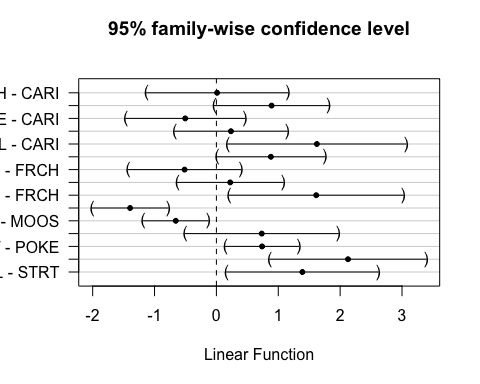 95% family-wise confidence level
H - CARI
E - CARI
L - CARI
- FRCH
- FRCH
- MOOS
- POKE
- STRT
-2 -1 0 1 2 3
Linear Function